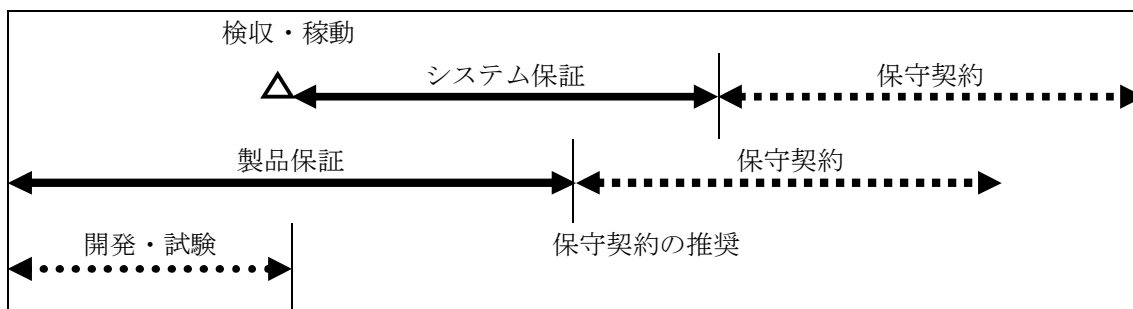 検収・稼動
システム保証
保守契約
製品保証
保守契約
開発・試験
保守契約の推奨